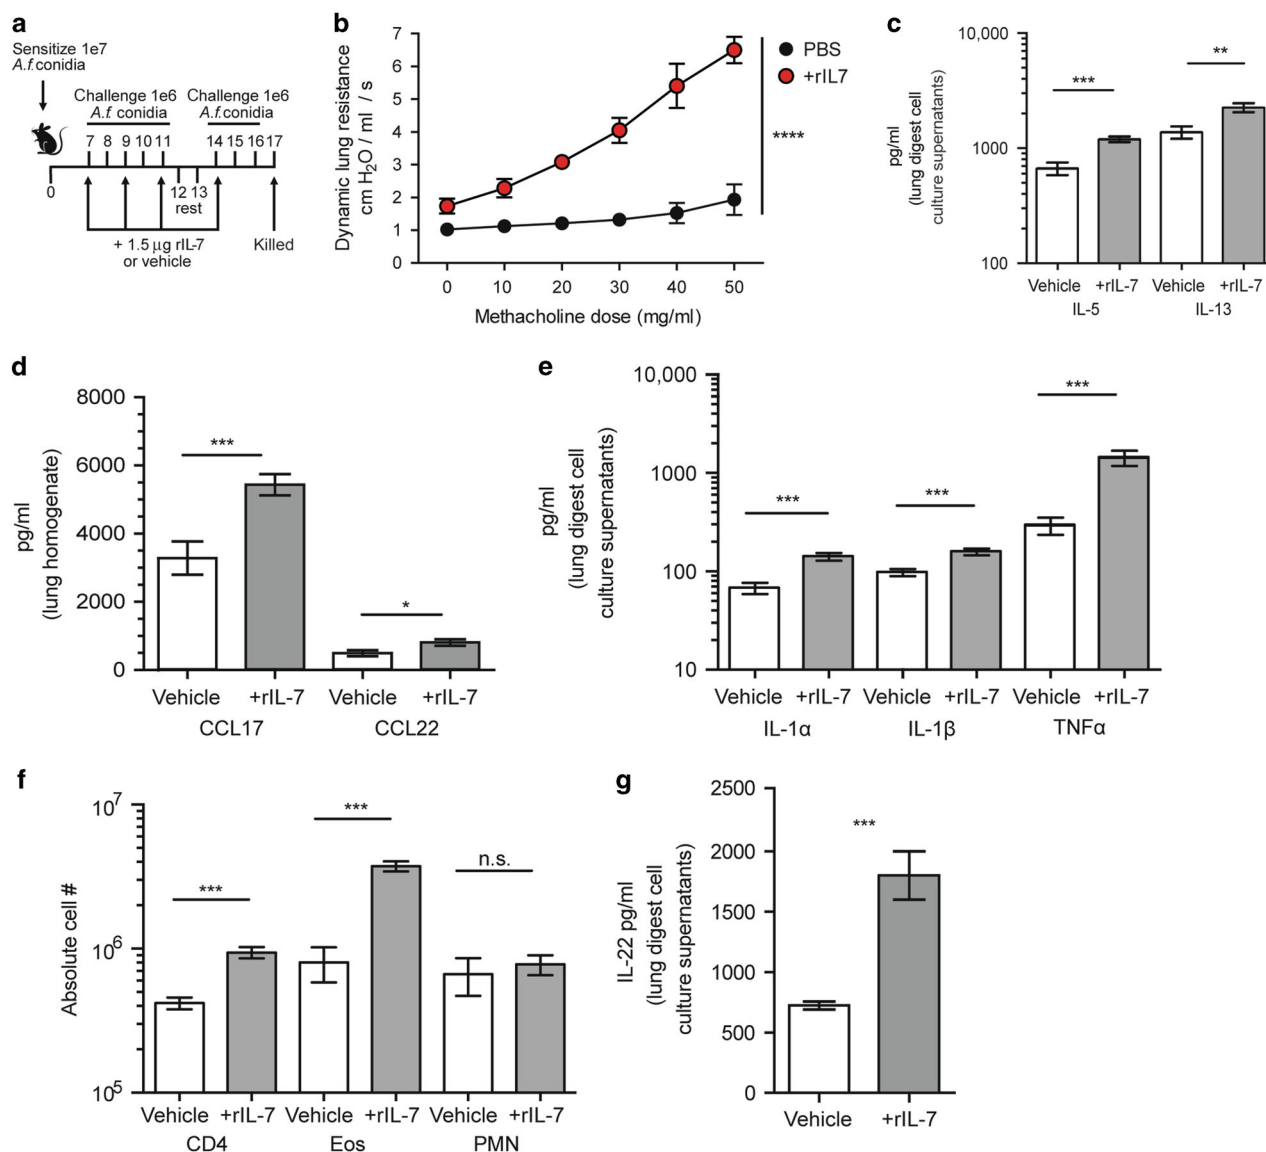 a
Sensitize 1e7
A.f. conidia
Challenge 1e6
A.f. conidia
Challenge 1e6
A.f. conidia
7 8 9 10 11 14 15 16 17
0
12 13
rest
+ 1.5 µg rIL-7
or vehicle
Killed
b
Dynamic lung resistance
cm H2O / ml / s
7
6
5
4
3
2
1
0
0 10 20 30 40 50
Methacholine dose (mg/ml)
PBS
+rIL7
****
c
pg/ml
(lung digest cell
culture supernatants)
10,000
1000
100
***
**
Vehicle +rIL-7 Vehicle +rIL-7
IL-5 IL-13
d
pg/ml
(lung homogenate)
8000
6000
4000
2000
0
***
*
Vehicle +rIL-7 Vehicle +rIL-7
CCL17 CCL22
e
pg/ml
(lung digest cell
culture supernatants)
10,000
1000
100
10
***
***
***
Vehicle +rIL-7 Vehicle +rIL-7 Vehicle +rIL-7
IL-1α IL-1β TNFα
f
Absolute cell #
10^7
10^6
10^5
***
***
n.s.
Vehicle +rIL-7 Vehicle +rIL-7 Vehicle +rIL-7
CD4 Eos PMN
g
IL-22 pg/ml
(lung digest cell
culture supernatants)
2500
2000
1500
1000
500
0
***
Vehicle +rIL-7